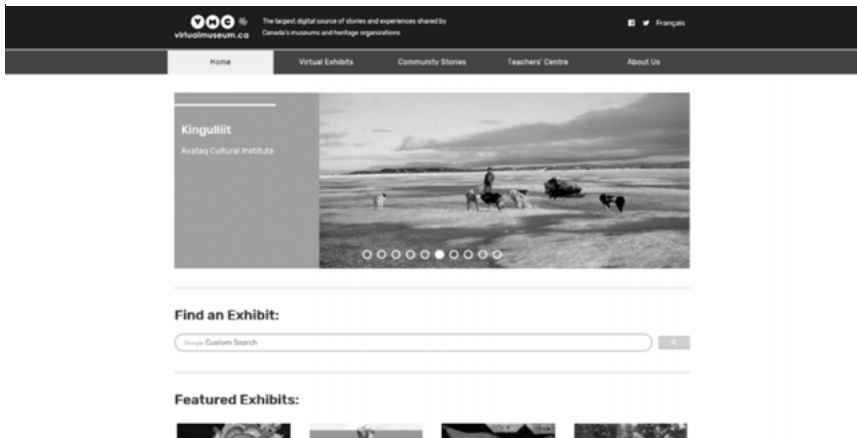 VMC
virtualmuseum.ca
The largest digital source of stories and experiences shared by
Canada's museums and heritage organizations
Français
Home
Virtual Exhibits
Community Stories
Teachers' Centre
About Us
Kingulliit
Avataq Cultural Institute
Find an Exhibit:
Google Custom Search
Featured Exhibits: